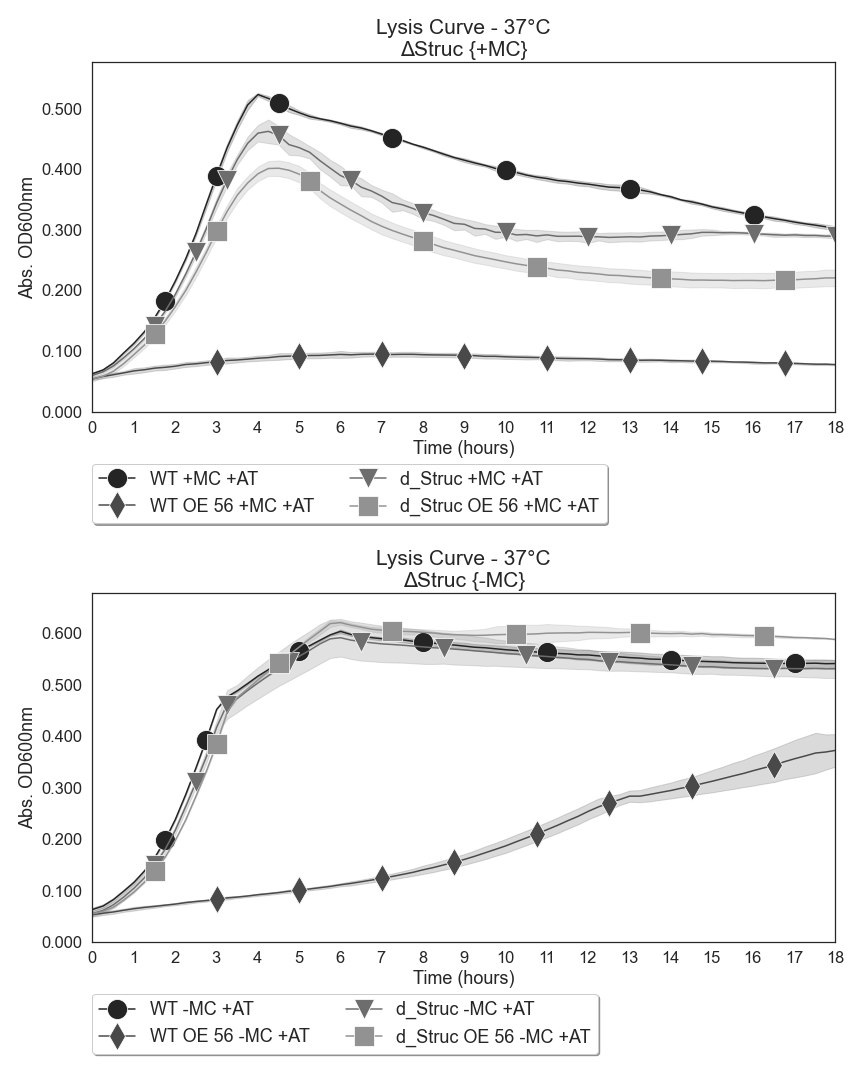 Lysis Curve - 37°C
ΔStruc {+MC}
Abs. OD600nm
0.500
0.400
0.300
0.200
0.100
0.000
0 1 2 3 4 5 6 7 8 9 10 11 12 13 14 15 16 17 18
Time (hours)
WT +MC +AT
d_Struc +MC +AT
WT OE 56 +MC +AT
d_Struc OE 56 +MC +AT
Lysis Curve - 37°C
ΔStruc {-MC}
Abs. OD600nm
0.600
0.500
0.400
0.300
0.200
0.100
0.000
0 1 2 3 4 5 6 7 8 9 10 11 12 13 14 15 16 17 18
Time (hours)
WT -MC +AT
d_Struc -MC +AT
WT OE 56 -MC +AT
d_Struc OE 56 -MC +AT